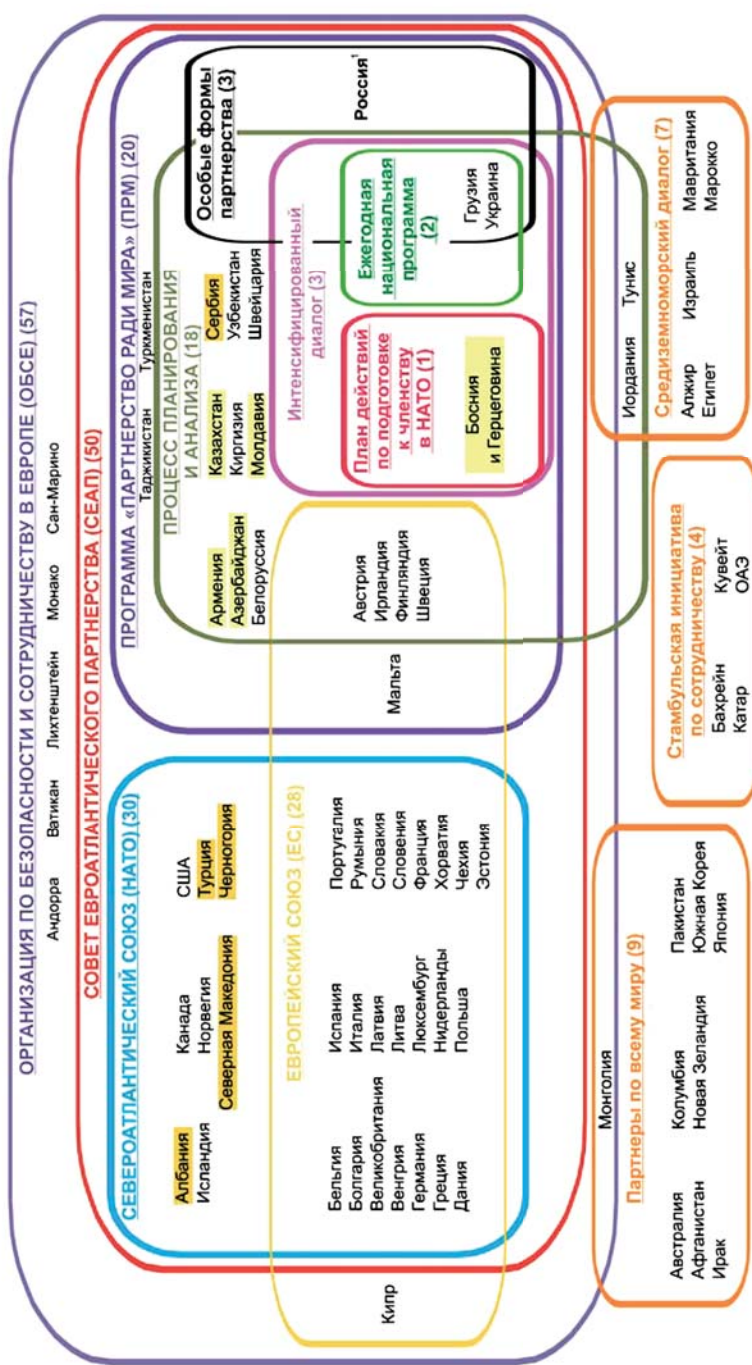 ОРГАНИЗАЦИЯ ПО БЕЗОПАСНОСТИ И СОТРУДНИЧЕСТВУ В ЕВРОПЕ (ОБСЕ) (57)
Андорра
Ватикан
Лихтенштейн
Монако
Сан-Марино
СОВЕТ ЕВРОАТЛАНТИЧЕСКОГО ПАРТНЕРСТВА (СЕАП) (50)
СЕВЕРОАТЛАНТИЧЕСКИЙ СОЮЗ (НАТО) (30)
Албания
Исландия
Канада
Норвегия
Северная Македония
США
Турция
Черногория
ЕВРОПЕЙСКИЙ СОЮЗ (ЕС) (28)
Бельгия
Болгария
Великобритания
Венгрия
Германия
Греция
Дания
Испания
Италия
Латвия
Литва
Люксембург
Нидерланды
Польша
Португалия
Румыния
Словакия
Словения
Франция
Хорватия
Чехия
Эстония
Кипр
Мальта
ПРОГРАММА «ПАРТНЕРСТВО РАДИ МИРА» (ПРМ) (20)
Таджикистан
Туркменистан
ПРОЦЕСС ПЛАНИРОВАНИЯ
И АНАЛИЗА (18)
Армения
Азербайджан
Белоруссия
Казахстан
Киргизия
Молдавия
Сербия
Узбекистан
Швейцария
Австрия
Ирландия
Финляндия
Швеция
Особые формы
партнерства (3)
Россия¹
Интенсифицированный
диалог (3)
План действий
по подготовке
к членству
в НАТО (1)
Босния
и Герцеговина
Ежегодная
национальная
программа
(2)
Грузия
Украина
Монголия
Партнеры по всему миру (9)
Австралия
Афганистан
Ирак
Колумбия
Новая Зеландия
Пакистан
Южная Корея
Япония
Стамбульская инициатива
по сотрудничеству (4)
Бахрейн
Катар
Кувейт
ОАЭ
Иордания
Тунис
Средиземноморский диалог (7)
Алжир
Египет
Израиль
Мавритания
Марокко